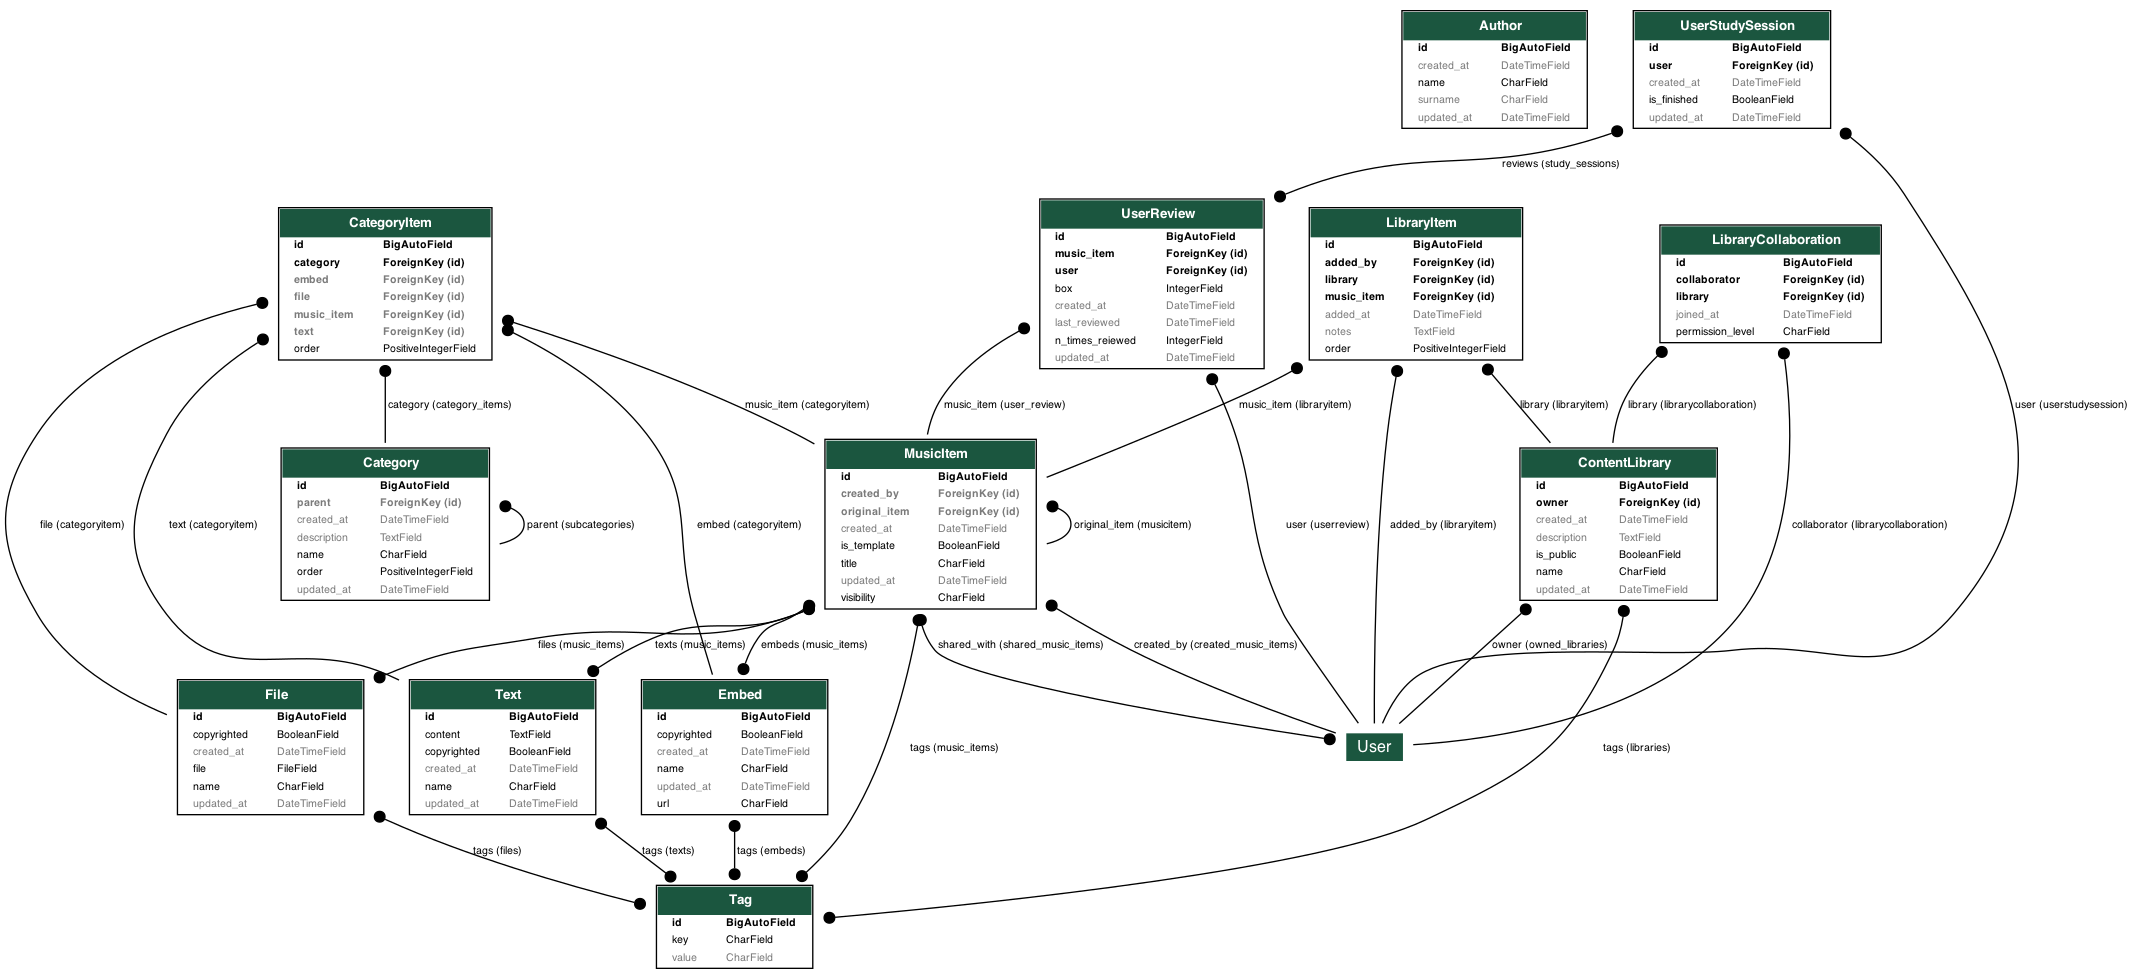 Author
id BigAutoField
created_at DateTimeField
name CharField
surname CharField
updated_at DateTimeField
UserStudySession
id BigAutoField
user ForeignKey (id)
created_at DateTimeField
is_finished BooleanField
updated_at DateTimeField
reviews (study_sessions)
CategoryItem
id BigAutoField
category ForeignKey (id)
embed ForeignKey (id)
file ForeignKey (id)
music_item ForeignKey (id)
text ForeignKey (id)
order PositiveIntegerField
UserReview
id BigAutoField
music_item ForeignKey (id)
user ForeignKey (id)
box IntegerField
created_at DateTimeField
last_reviewed DateTimeField
n_times_reiewed IntegerField
updated_at DateTimeField
LibraryItem
id BigAutoField
added_by ForeignKey (id)
library ForeignKey (id)
music_item ForeignKey (id)
added_at DateTimeField
notes TextField
order PositiveIntegerField
LibraryCollaboration
id BigAutoField
collaborator ForeignKey (id)
library ForeignKey (id)
joined_at DateTimeField
permission_level CharField
category (category_items)
music_item (categoryitem)
music_item (user_review)
music_item (libraryitem)
library (libraryitem)
library (librarycollaboration)
user (userstudysession)
Category
id BigAutoField
parent ForeignKey (id)
created_at DateTimeField
description TextField
name CharField
order PositiveIntegerField
updated_at DateTimeField
MusicItem
id BigAutoField
created_by ForeignKey (id)
original_item ForeignKey (id)
created_at DateTimeField
is_template BooleanField
title CharField
updated_at DateTimeField
visibility CharField
ContentLibrary
id BigAutoField
owner ForeignKey (id)
created_at DateTimeField
description TextField
is_public BooleanField
name CharField
updated_at DateTimeField
file (categoryitem)
text (categoryitem)
parent (subcategories)
embed (categoryitem)
original_item (musicitem)
user (userreview)
added_by (libraryitem)
collaborator (librarycollaboration)
files (music_items)
texts (music_items)
embeds (music_items)
shared_with (shared_music_items)
created_by (created_music_items)
owner (owned_libraries)
File
id BigAutoField
copyrighted BooleanField
created_at DateTimeField
file FileField
name CharField
updated_at DateTimeField
Text
id BigAutoField
content TextField
copyrighted BooleanField
created_at DateTimeField
name CharField
updated_at DateTimeField
Embed
id BigAutoField
copyrighted BooleanField
created_at DateTimeField
name CharField
updated_at DateTimeField
url CharField
User
tags (music_items)
tags (libraries)
tags (files)
tags (texts)
tags (embeds)
Tag
id BigAutoField
key CharField
value CharField